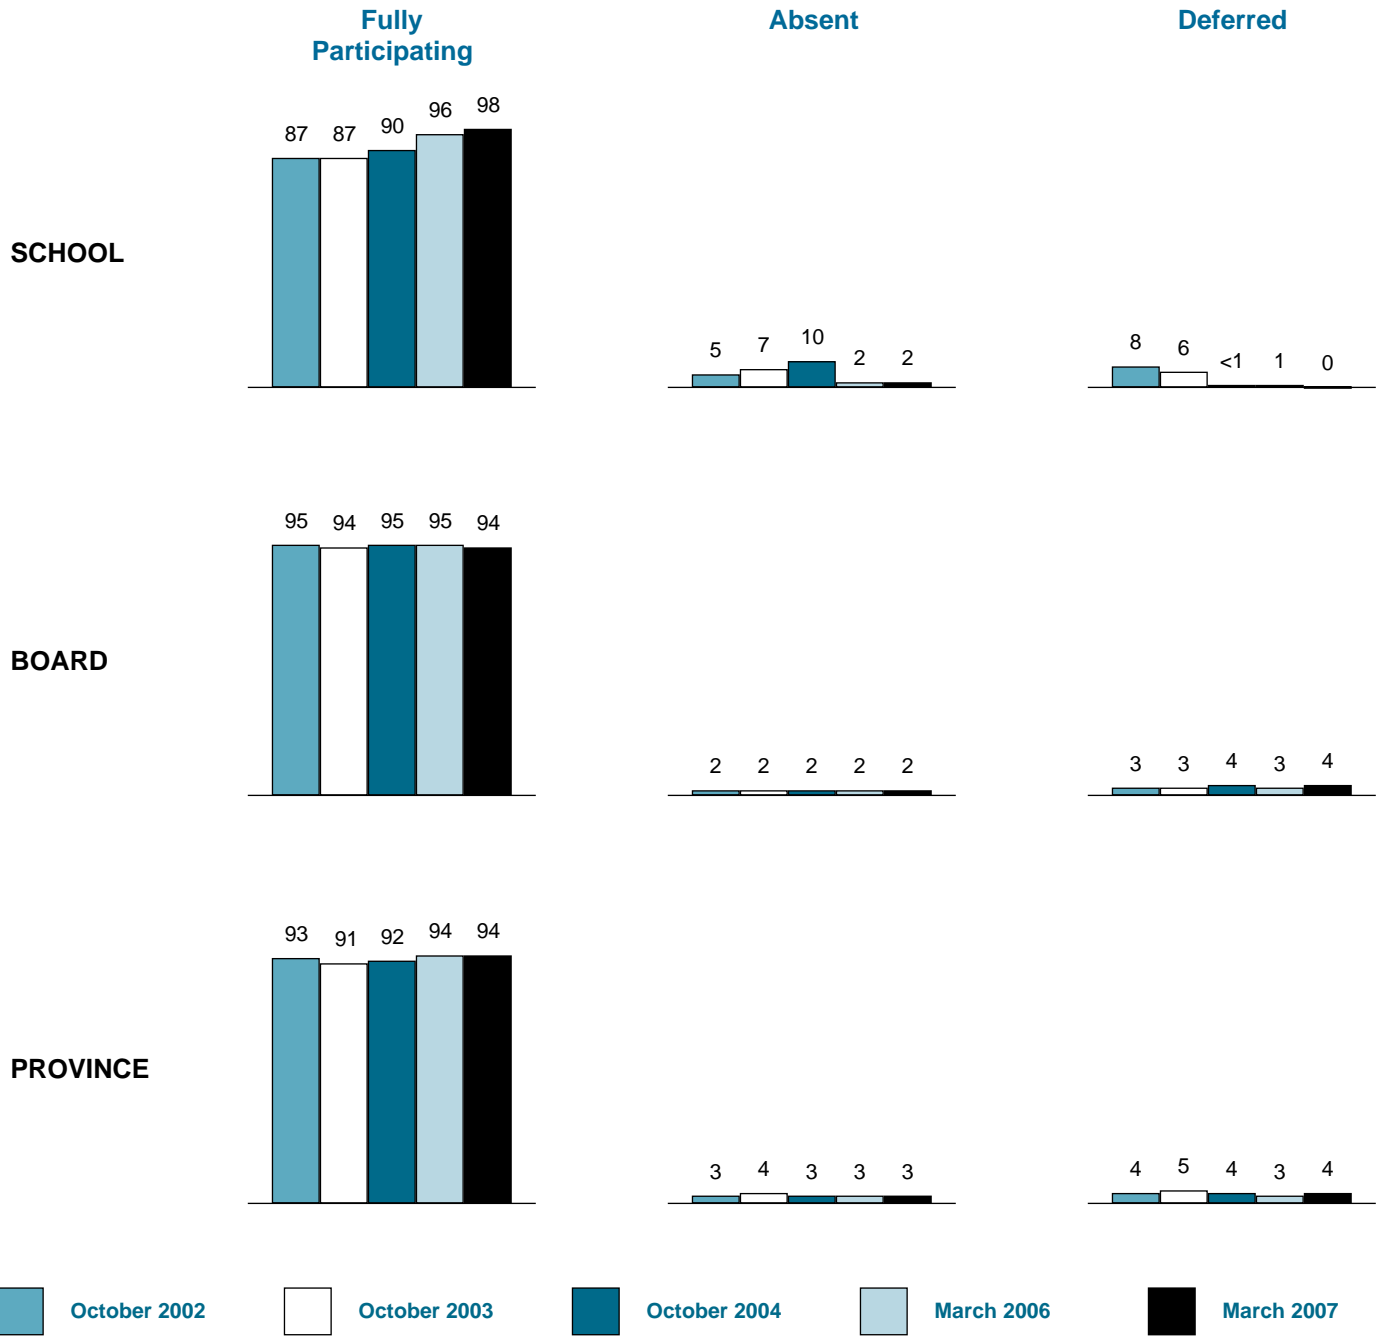 Fully
Participating
Absent
Deferred
SCHOOL
87 87 90 96 98
5 7 10 2 2
8 6 <1 1 0
BOARD
95 94 95 95 94
2 2 2 2 2
3 3 4 3 4
PROVINCE
93 91 92 94 94
3 4 3 3 3
4 5 4 3 4
October 2002
October 2003
October 2004
March 2006
March 2007